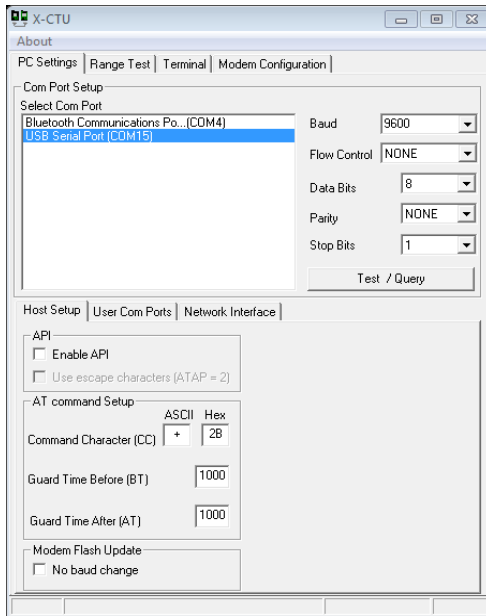 X-CTU
About
PC Settings Range Test Terminal Modem Configuration
Com Port Setup
Select Com Port
Bluetooth Communications Po...(COM4)
USB Serial Port (COM15)
Baud 9600
Flow Control NONE
Data Bits 8
Parity NONE
Stop Bits 1
Test / Query
Host Setup User Com Ports Network Interface
API
Enable API
Use escape characters (ATAP = 2)
AT command Setup
ASCII Hex
Command Character (CC) + 2B
Guard Time Before (BT) 1000
Guard Time After (AT) 1000
Modem Flash Update
No baud change